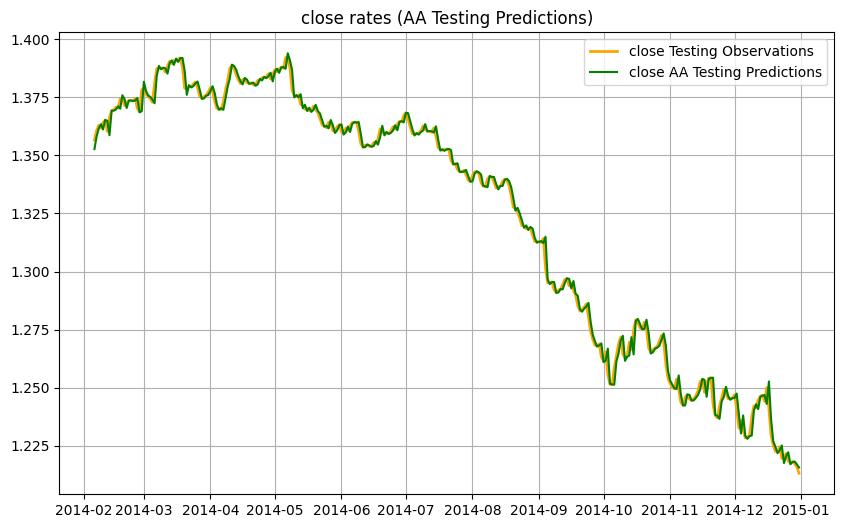 close rates (AA Testing Predictions)
close Testing Observations
close AA Testing Predictions
1.400
1.375
1.350
1.325
1.300
1.275
1.250
1.225
2014-02 2014-03 2014-04 2014-05 2014-06 2014-07 2014-08 2014-09 2014-10 2014-11 2014-12 2015-01